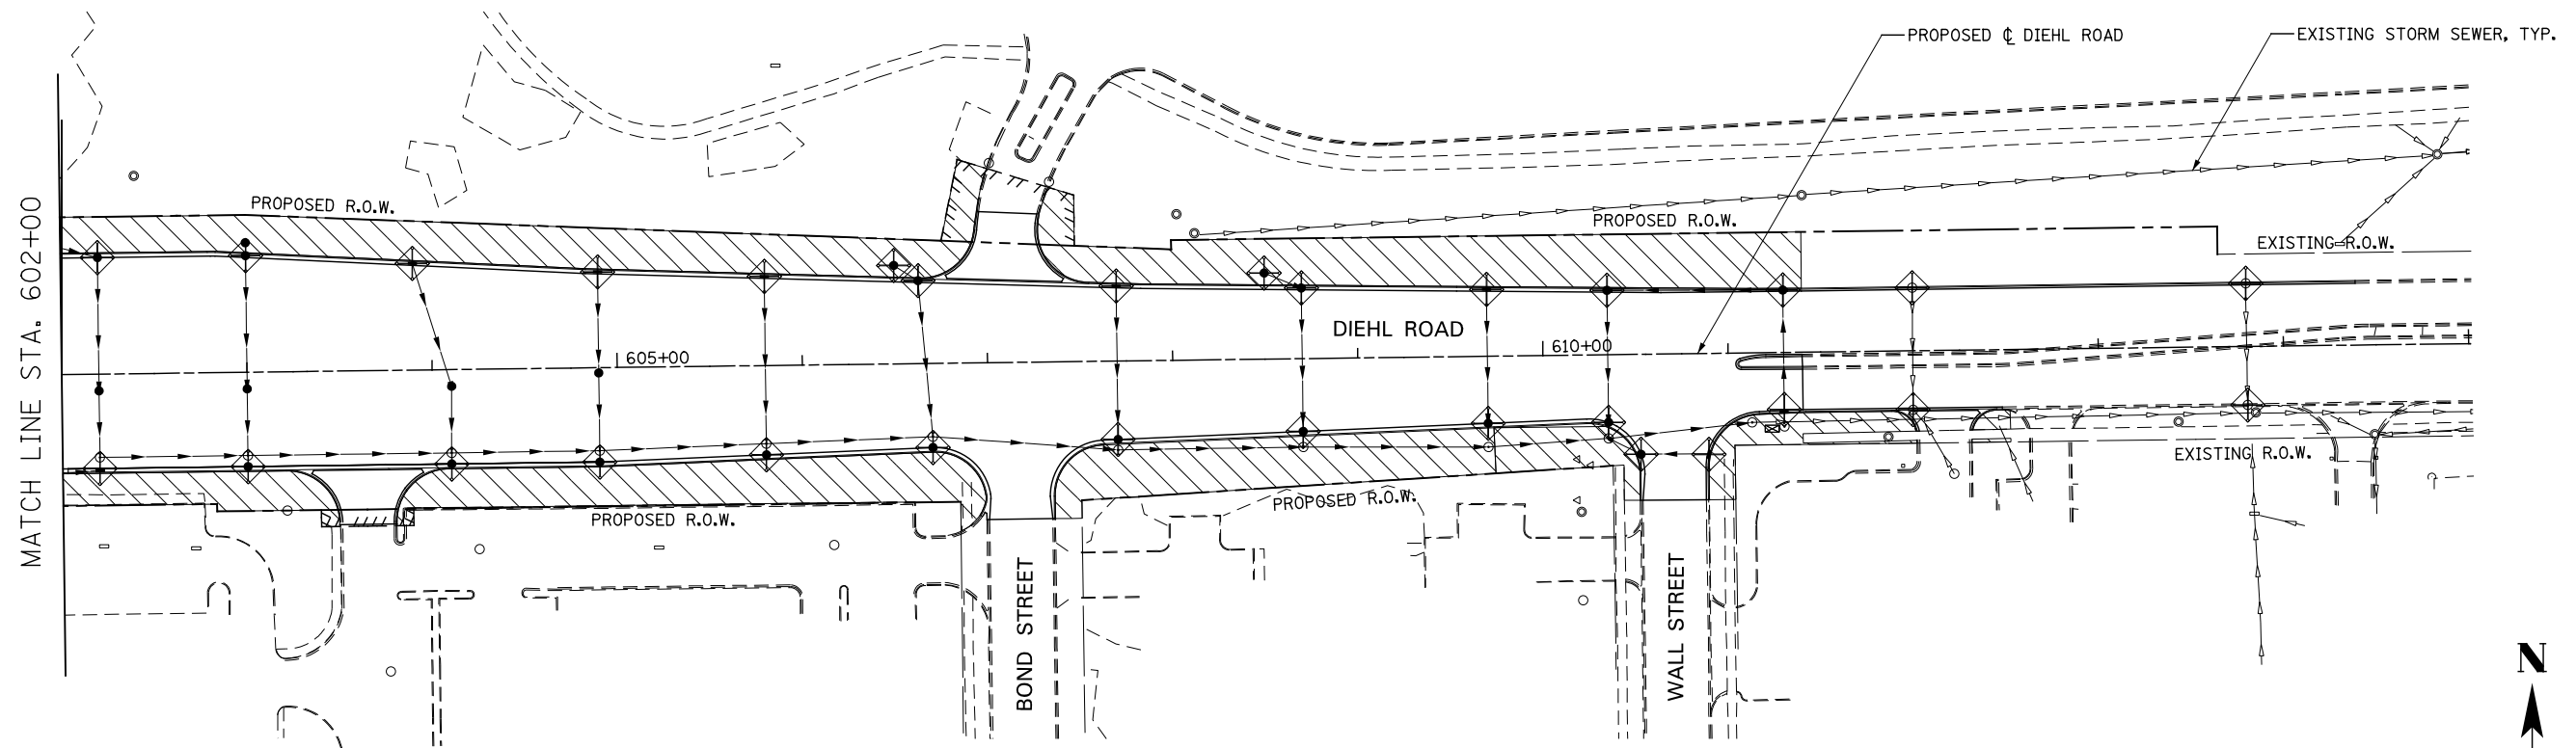 PROPOSED ℄ DIEHL ROAD
EXISTING STORM SEWER, TYP.
MATCH LINE STA. 602+00
PROPOSED R.O.W.
PROPOSED R.O.W.
EXISTING R.O.W.
DIEHL ROAD
605+00
610+00
EXISTING R.O.W.
PROPOSED R.O.W.
PROPOSED R.O.W.
BOND STREET
WALL STREET
N